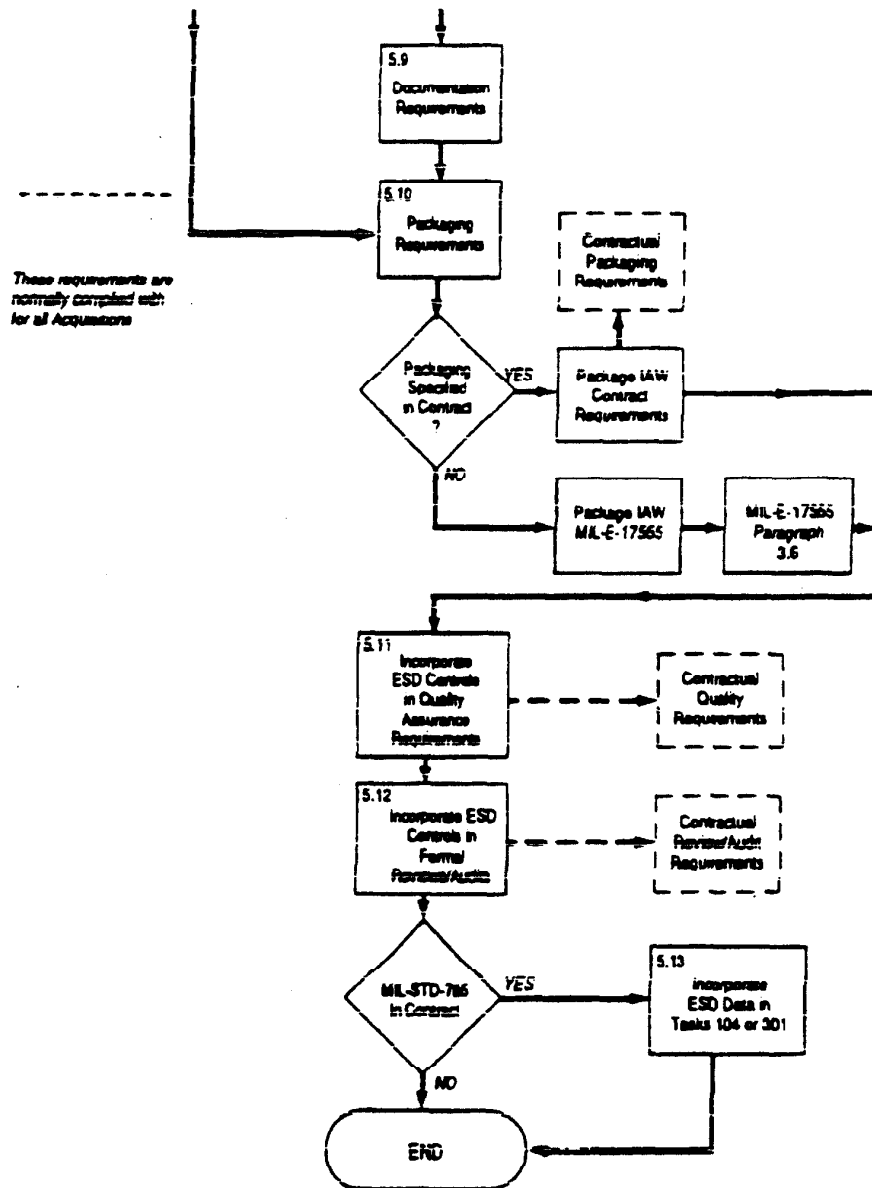 5.9
Documentation
Requirements
5.10
Packaging
Requirements
These requirements are
normally complied with
for all Acquisitions
Contractual
Packaging
Requirements
Packaging
Specified
in Contract
?
YES
Package IAW
Contract
Requirements
NO
Package IAW
MIL-E-17555
MIL-E-17555
Paragraph
3.6
5.11
Incorporate
ESD Controls
in Quality
Assurance
Requirements
Contractual
Quality
Requirements
5.12
Incorporate ESD
Controls in
Formal
Reviews/Audits
Contractual
Review/Audit
Requirements
MIL-STD-785
In Contract
YES
5.13
Incorporate
ESD Data in
Tasks 104 or 301
NO
END